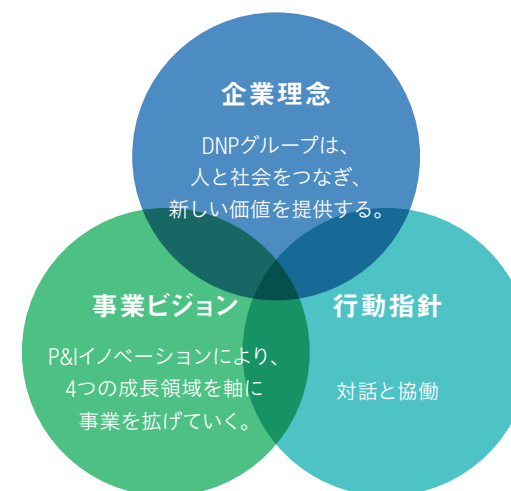 企業理念
DNPグループは、
人と社会をつなぎ、
新しい価値を提供する。
事業ビジョン
P&Iイノベーションにより、
4つの成長領域を軸に
事業を拡げていく。
行動指針
対話と協働